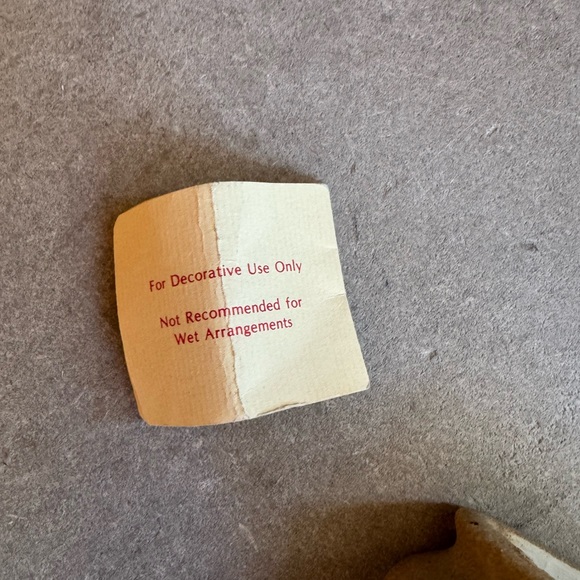 For Decorative Use Only
Not Recommended for
Wet Arrangements